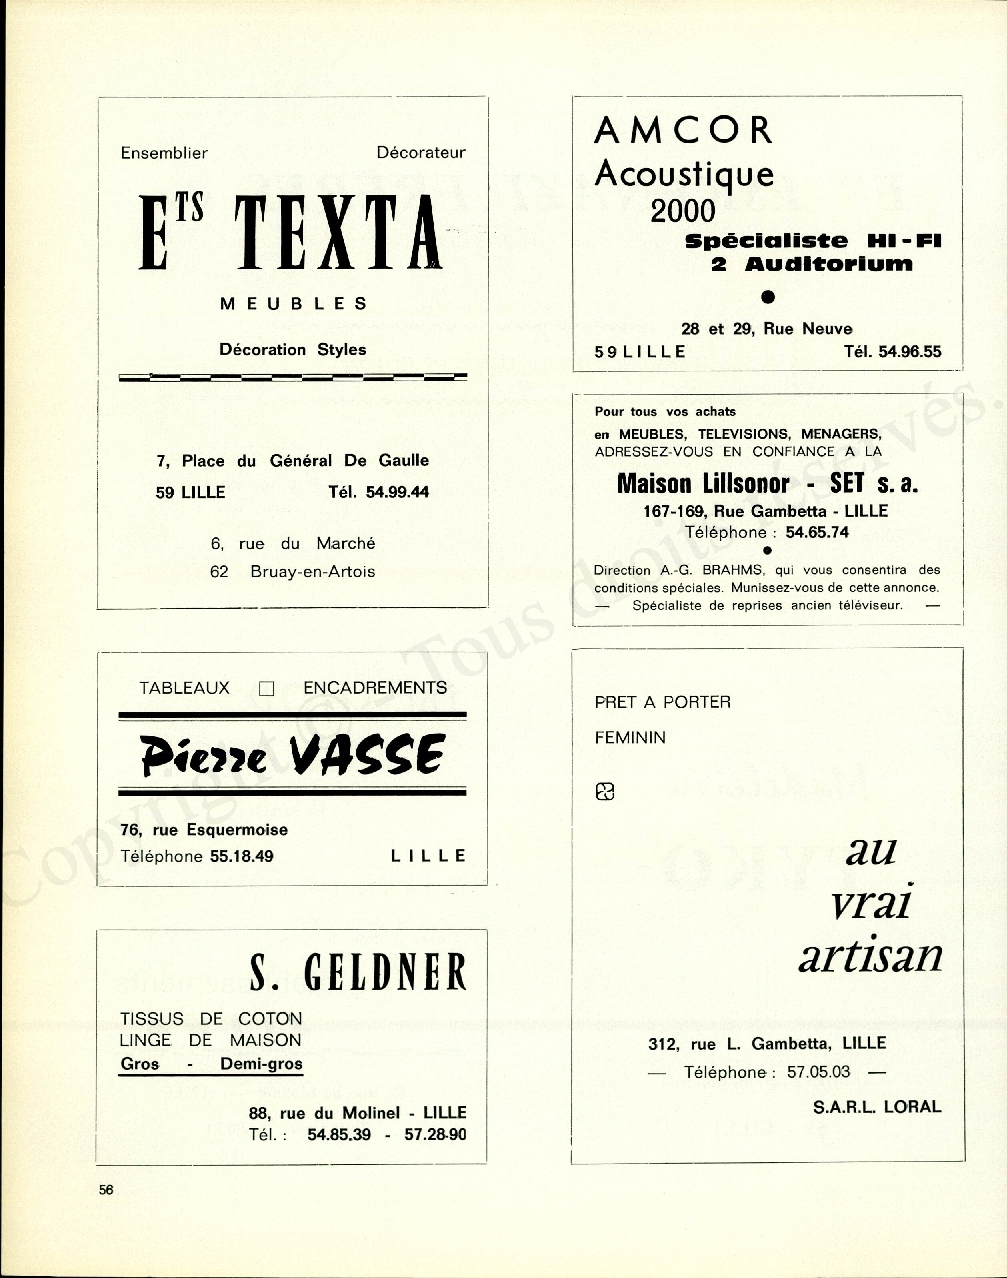 Ensemblier Décorateur
ETS TEXTA
MEUBLES
Décoration Styles
7, Place du Général De Gaulle
59 LILLE Tél. 54.99.44
6, rue du Marché
62 Bruay-en-Artois
TABLEAUX □ ENCADREMENTS
Pierre VASSE
76, rue Esquermoise
Téléphone 55.18.49 LILLE
S. GELDNER
TISSUS DE COTON
LINGE DE MAISON
Gros - Demi-gros
88, rue du Molinel - LILLE
Tél. : 54.85.39 - 57.28-90
56
AMCOR
Acoustique
2000
Spécialiste HI-FI
2 Auditorium
●
28 et 29, Rue Neuve
59 LILLE Tél. 54.96.55
Pour tous vos achats
en MEUBLES, TELEVISIONS, MENAGERS,
ADRESSEZ-VOUS EN CONFIANCE A LA
Maison Lillsonor - SET s. a.
167-169, Rue Gambetta - LILLE
Téléphone : 54.65.74
●
Direction A.-G. BRAHMS, qui vous consentira des
conditions spéciales. Munissez-vous de cette annonce.
— Spécialiste de reprises ancien téléviseur. —
PRET A PORTER
FEMININ
au
vrai
artisan
312, rue L. Gambetta, LILLE
— Téléphone : 57.05.03 —
S.A.R.L. LORAL
Copyright © - Tous droits réservés.